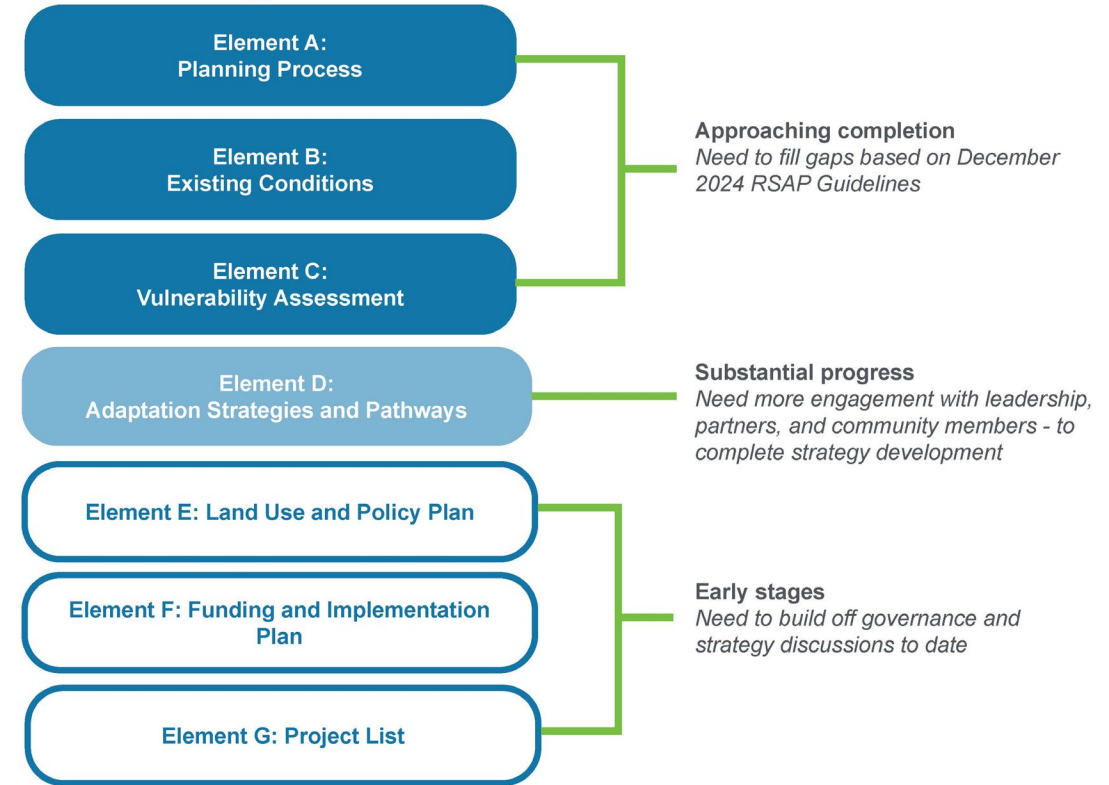 Element A:
Planning Process
Element B:
Existing Conditions
Element C:
Vulnerability Assessment
Approaching completion
Need to fill gaps based on December
2024 RSAP Guidelines
Element D:
Adaptation Strategies and Pathways
Substantial progress
Need more engagement with leadership,
partners, and community members - to
complete strategy development
Element E: Land Use and Policy Plan
Element F: Funding and Implementation
Plan
Element G: Project List
Early stages
Need to build off governance and
strategy discussions to date